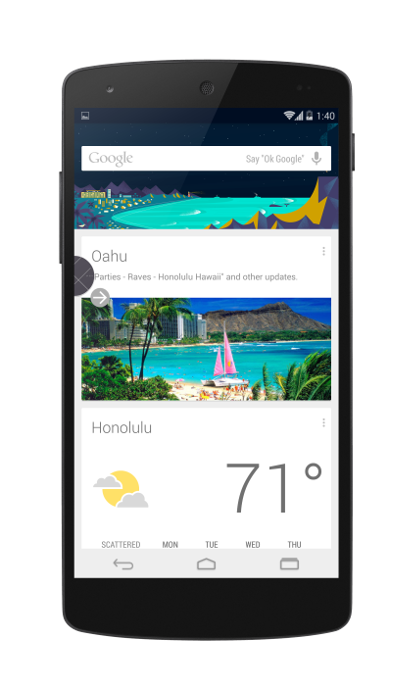 1:40
Google Say "Ok Google"
Oahu
"Parties - Raves - Honolulu Hawaii" and other updates.
Honolulu
71°
SCATTERED MON TUE WED THU